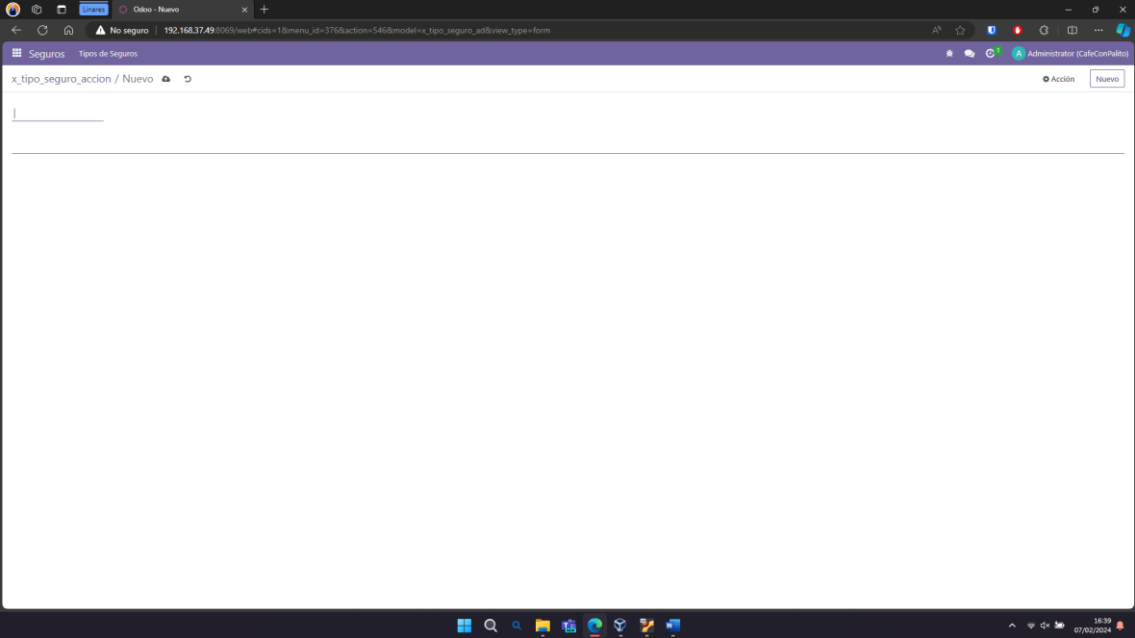 Linares
Odoo - Nuevo
No seguro
192.168.37.49:8069/web#cids=1&menu_id=376&action=546&model=x_tipo_seguro_ad&view_type=form
Seguros
Tipos de Seguros
1
A
Administrator (CafeConPalito)
x_tipo_seguro_accion / Nuevo
Acción
Nuevo
16:39
07/02/2024